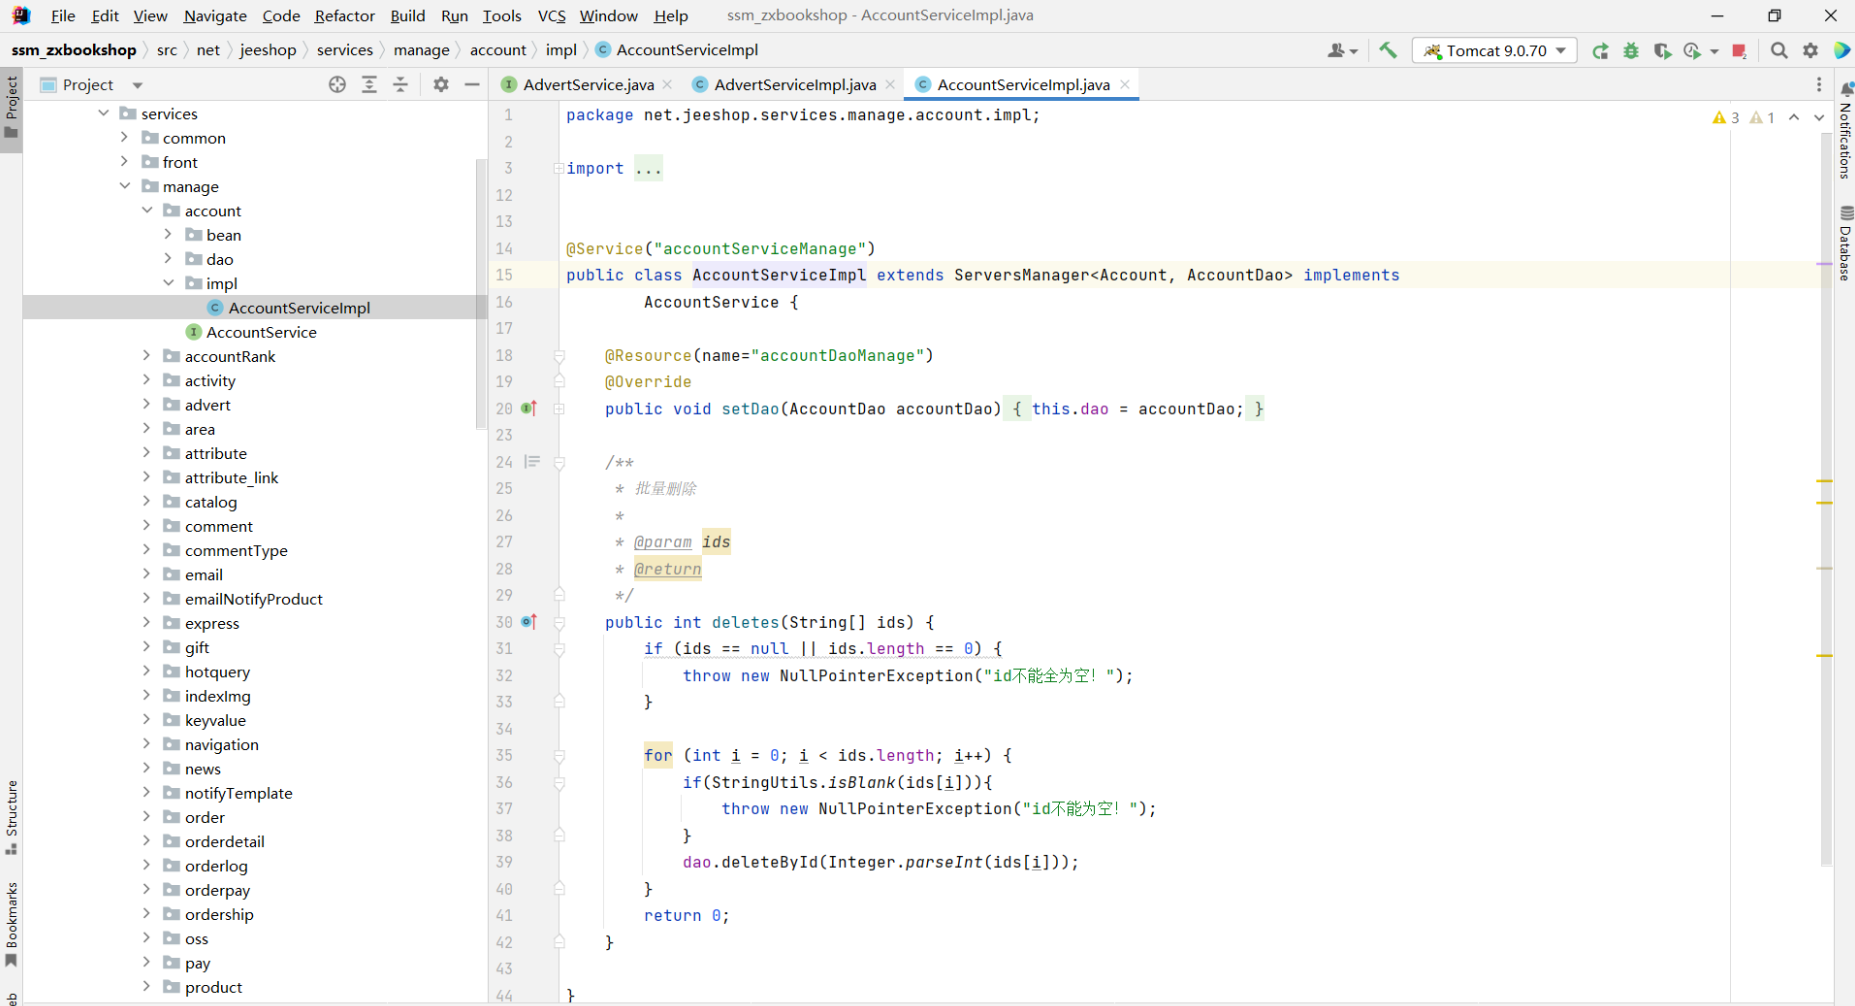 File Edit View Navigate Code Refactor Build Run Tools VCS Window Help ssm_zxbookshop - AccountServiceImpl.java
ssm_zxbookshop src net jeeshop services manage account impl AccountServiceImpl Tomcat 9.0.70
Project
Project
AdvertService.java AdvertServiceImpl.java AccountServiceImpl.java
services
common
front
manage
account
bean
dao
impl
AccountServiceImpl
AccountService
accountRank
activity
advert
area
attribute
attribute_link
catalog
comment
commentType
email
emailNotifyProduct
express
gift
hotquery
indexImg
keyvalue
navigation
news
notifyTemplate
order
orderdetail
orderlog
orderpay
ordership
oss
pay
product
Structure
Bookmarks
eb
3 1
1 package net.jeeshop.services.manage.account.impl;
2
3 import ...
12
13
14 @Service("accountServiceManage")
15 public class AccountServiceImpl extends ServersManager<Account, AccountDao> implements
16 AccountService {
17
18 @Resource(name="accountDaoManage")
19 @Override
20 public void setDao(AccountDao accountDao) { this.dao = accountDao; }
23
24 /**
25 * 批量删除
26 *
27 * @param ids
28 * @return
29 */
30 public int deletes(String[] ids) {
31 if (ids == null || ids.length == 0) {
32 throw new NullPointerException("id不能全为空！");
33 }
34
35 for (int i = 0; i < ids.length; i++) {
36 if(StringUtils.isBlank(ids[i])){
37 throw new NullPointerException("id不能为空！");
38 }
39 dao.deleteById(Integer.parseInt(ids[i]));
40 }
41 return 0;
42 }
43
44 }
Notifications
Database